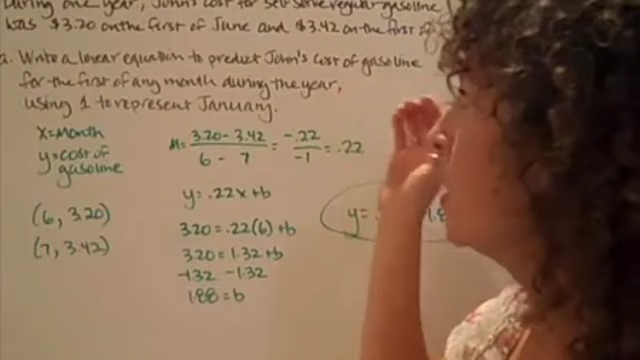 During one year, John's cost for self-serve regular gasoline
was $3.20 on the first of June and $3.42 on the first of
a. Write a linear equation to predict John's cost of gasoline
for the first of any month during the year,
using 1 to represent January.
x=Month
y=cost of
gasoline
(6, 3.20)
(7, 3.42)
M= 3.20-3.42 / 6-7 = -.22 / -1 = .22
y=.22x+b
3.20=.22(6)+b
3.20=1.32+b
-1.32 -1.32
1.88=b
y= .